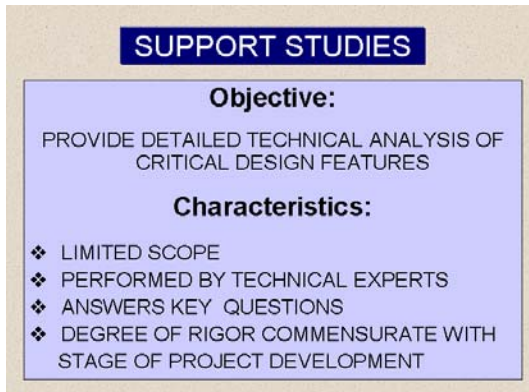 SUPPORT STUDIES
Objective:
PROVIDE DETAILED TECHNICAL ANALYSIS OF
CRITICAL DESIGN FEATURES
Characteristics:
❖ LIMITED SCOPE
❖ PERFORMED BY TECHNICAL EXPERTS
❖ ANSWERS KEY QUESTIONS
❖ DEGREE OF RIGOR COMMENSURATE WITH
STAGE OF PROJECT DEVELOPMENT